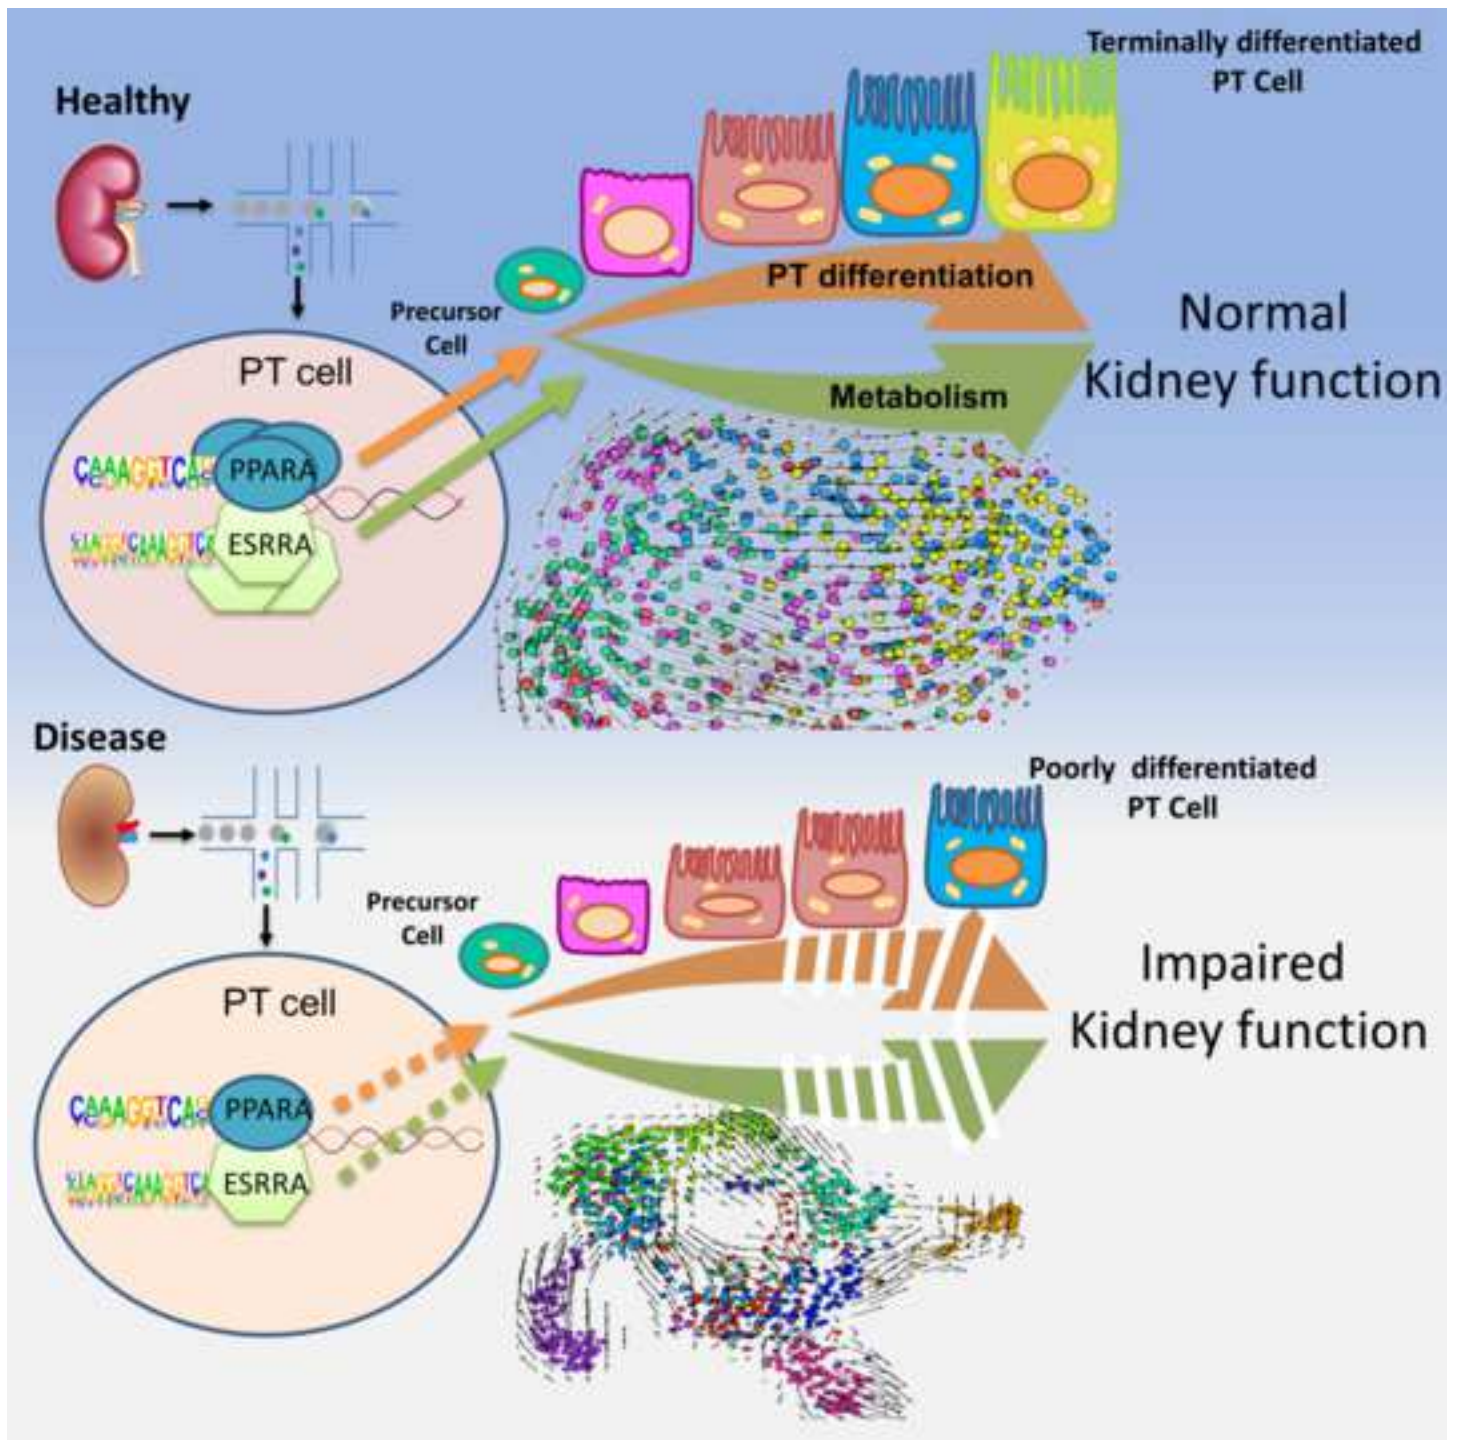 Terminally differentiated
PT Cell
Healthy
Precursor
Cell
PT differentiation
Normal
Kidney function
Metabolism
PT cell
PPARA
ESRRA
Disease
Poorly differentiated
PT Cell
Precursor
Cell
Impaired
Kidney function
PT cell
PPARA
ESRRA